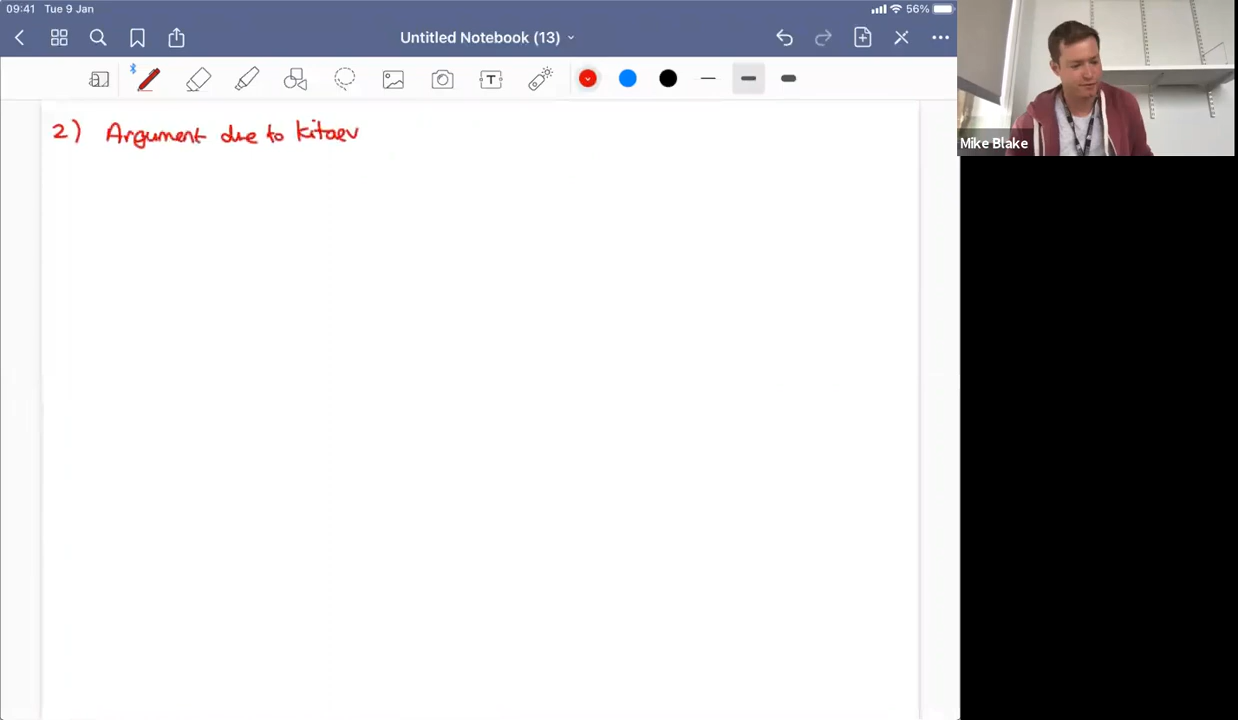 09:41 Tue 9 Jan
56%
Untitled Notebook (13)
T
Mike Blake
2) Argument due to kitaev